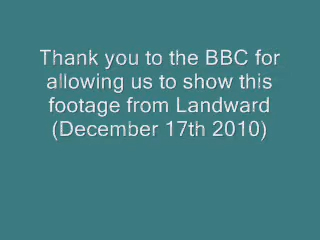 Thank you to the BBC for
allowing us to show this
footage from Landward
(December 17th 2010)